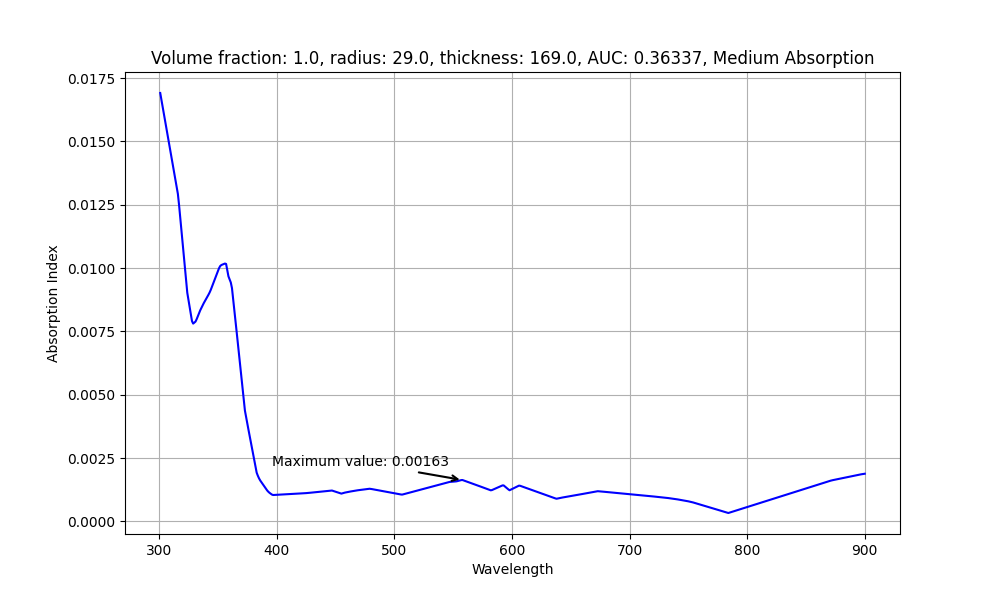 Volume fraction: 1.0, radius: 29.0, thickness: 169.0, AUC: 0.36337, Medium Absorption
0.0175
0.0150
0.0125
0.0100
0.0075
0.0050
0.0025
0.0000
Absorption Index
Maximum value: 0.00163
300 400 500 600 700 800 900
Wavelength